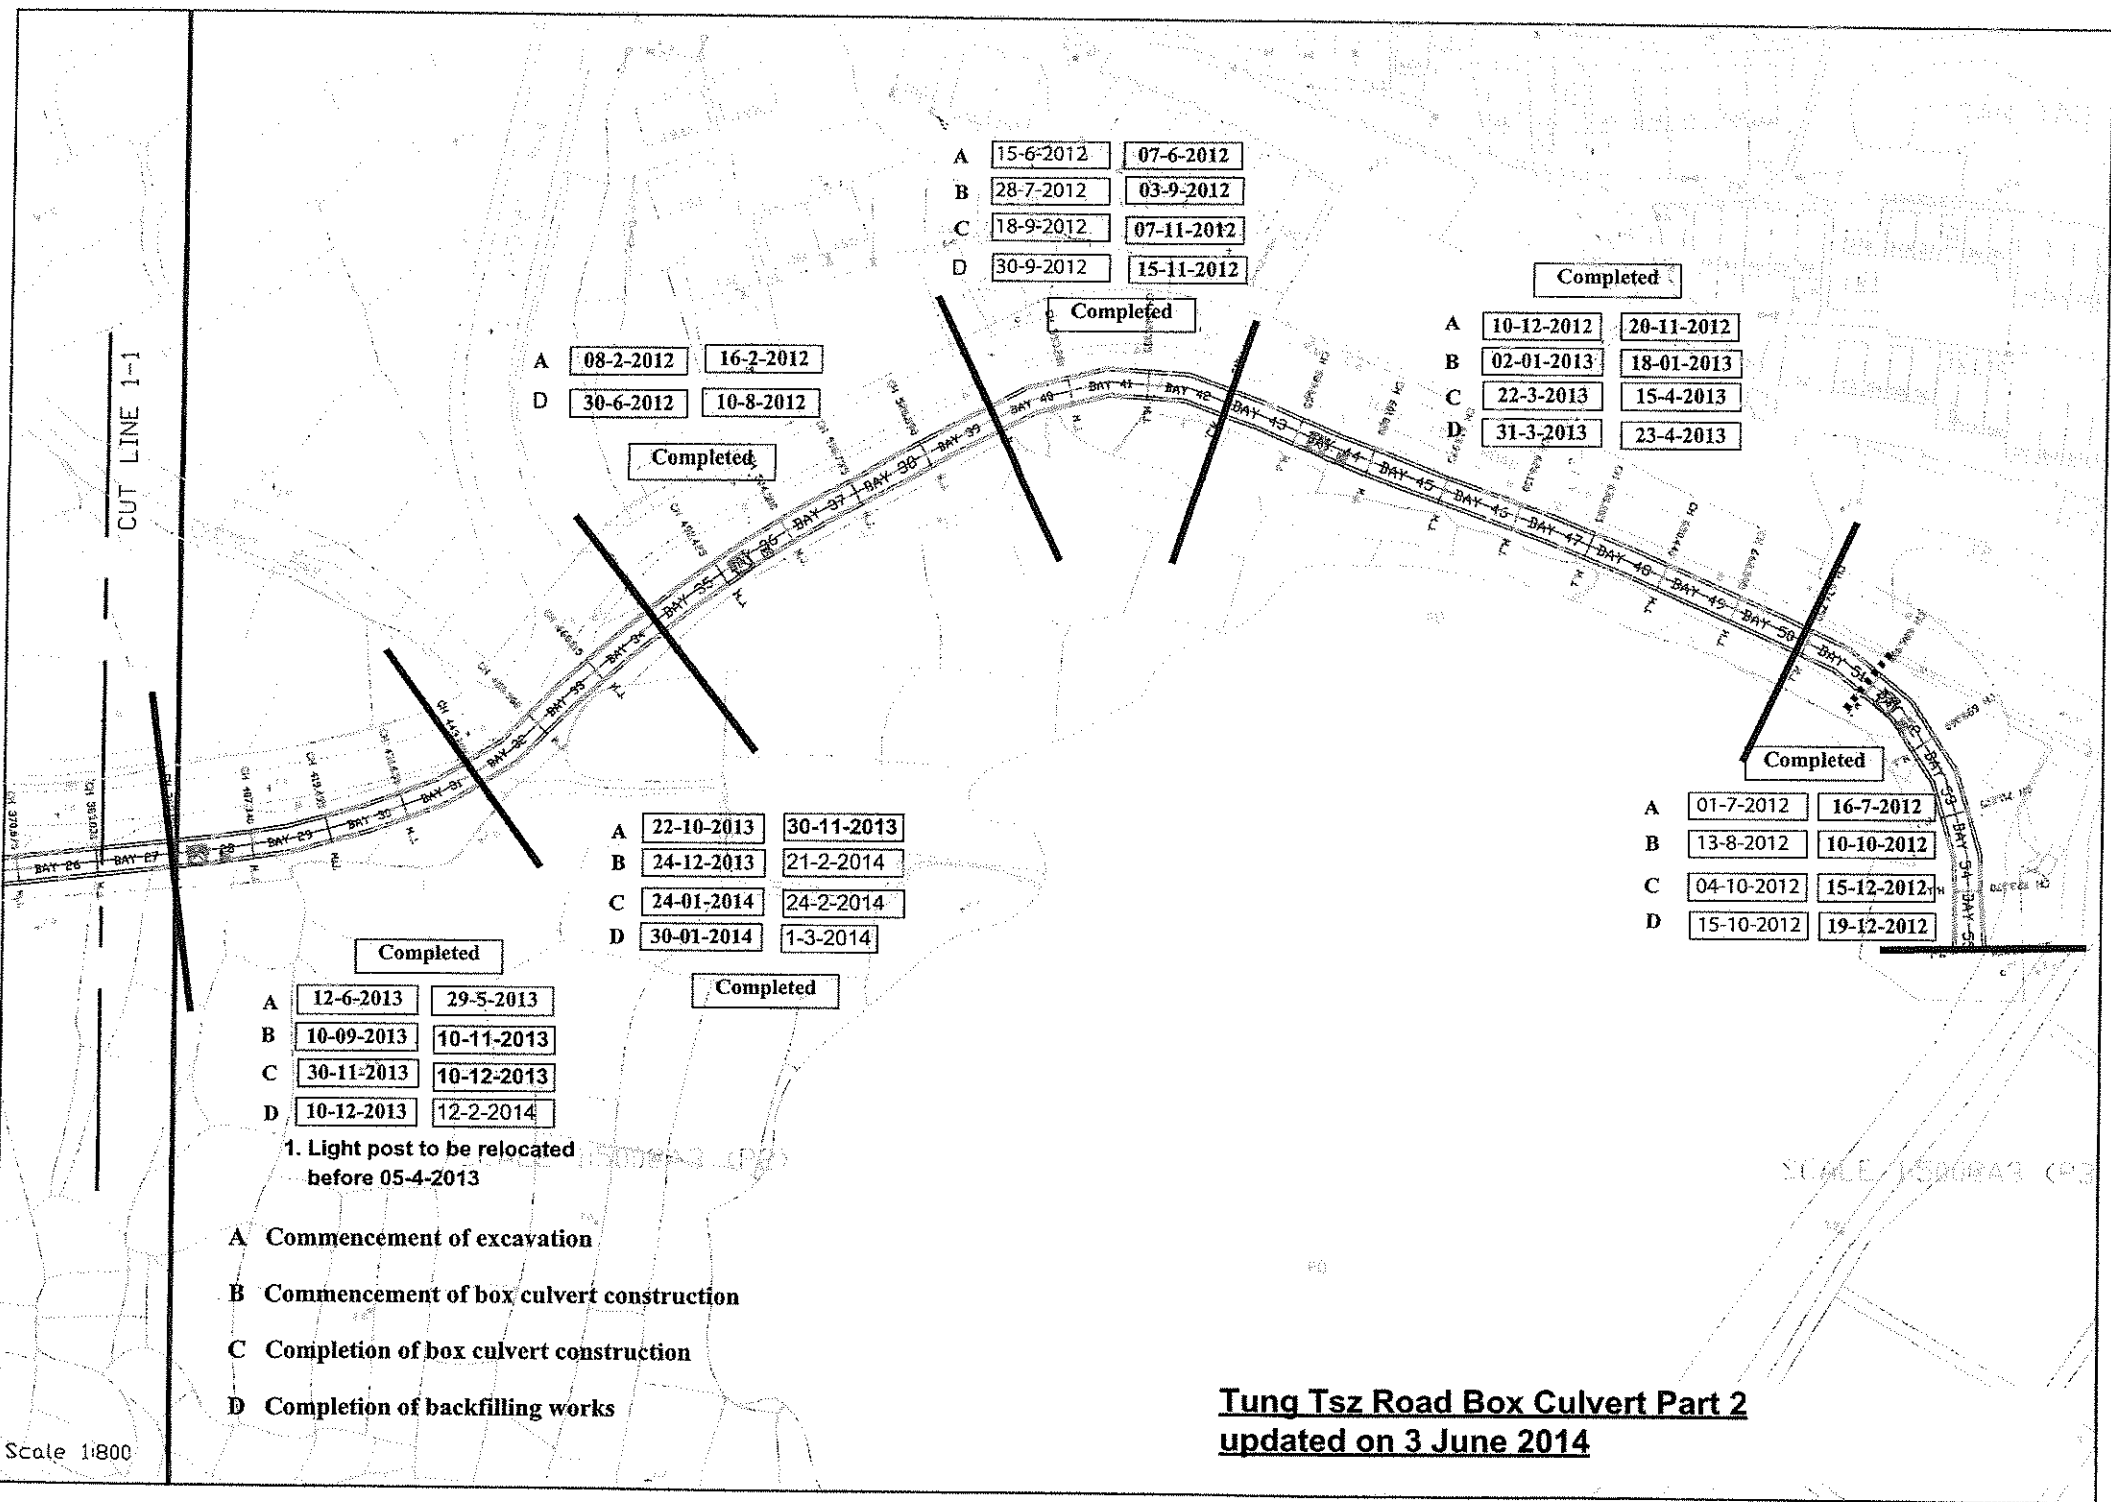 CUT LINE 1-1
A 15-6-2012 07-6-2012
B 28-7-2012 03-9-2012
C 18-9-2012 07-11-2012
D 30-9-2012 15-11-2012
Completed
Completed
A 10-12-2012 20-11-2012
B 02-01-2013 18-01-2013
C 22-3-2013 15-4-2013
D 31-3-2013 23-4-2013
A 08-2-2012 16-2-2012
D 30-6-2012 10-8-2012
Completed
BAY 26
BAY 27
28
BAY 29
BAY 30
BAY 31
BAY 32
BAY 33
BAY 34
BAY 35
36
BAY 37
BAY 38
BAY 39
BAY 40
BAY 41
BAY 42
BAY 43
44
BAY 45
BAY 46
BAY 47
BAY 48
BAY 49
BAY 50
BAY 51
BAY 53
BAY 54
BAY 55
Completed
A 01-7-2012 16-7-2012
B 13-8-2012 10-10-2012
C 04-10-2012 15-12-2012
D 15-10-2012 19-12-2012
A 22-10-2013 30-11-2013
B 24-12-2013 21-2-2014
C 24-01-2014 24-2-2014
D 30-01-2014 1-3-2014
Completed
Completed
A 12-6-2013 29-5-2013
B 10-09-2013 10-11-2013
C 30-11-2013 10-12-2013
D 10-12-2013 12-2-2014
1. Light post to be relocated
before 05-4-2013
A Commencement of excavation
B Commencement of box culvert construction
C Completion of box culvert construction
D Completion of backfilling works
Scale 1:800
Tung Tsz Road Box Culvert Part 2
updated on 3 June 2014